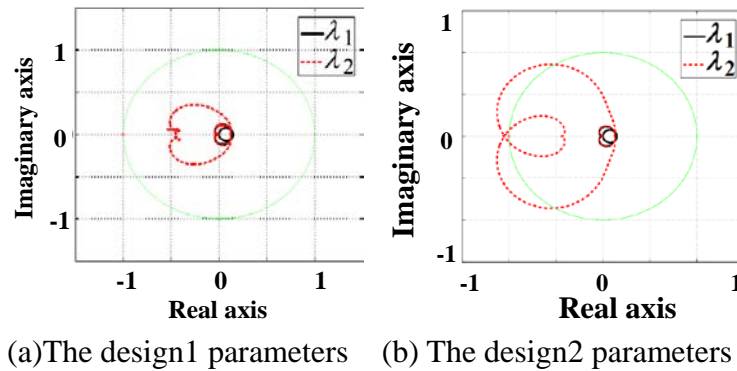 λ1
λ2
1
0
-1
Imaginary axis
-1
0
1
Real axis
(a)The design1 parameters
λ1
λ2
1
0
1
Imaginary axis
-1
0
1
Real axis
(b) The design2 parameters